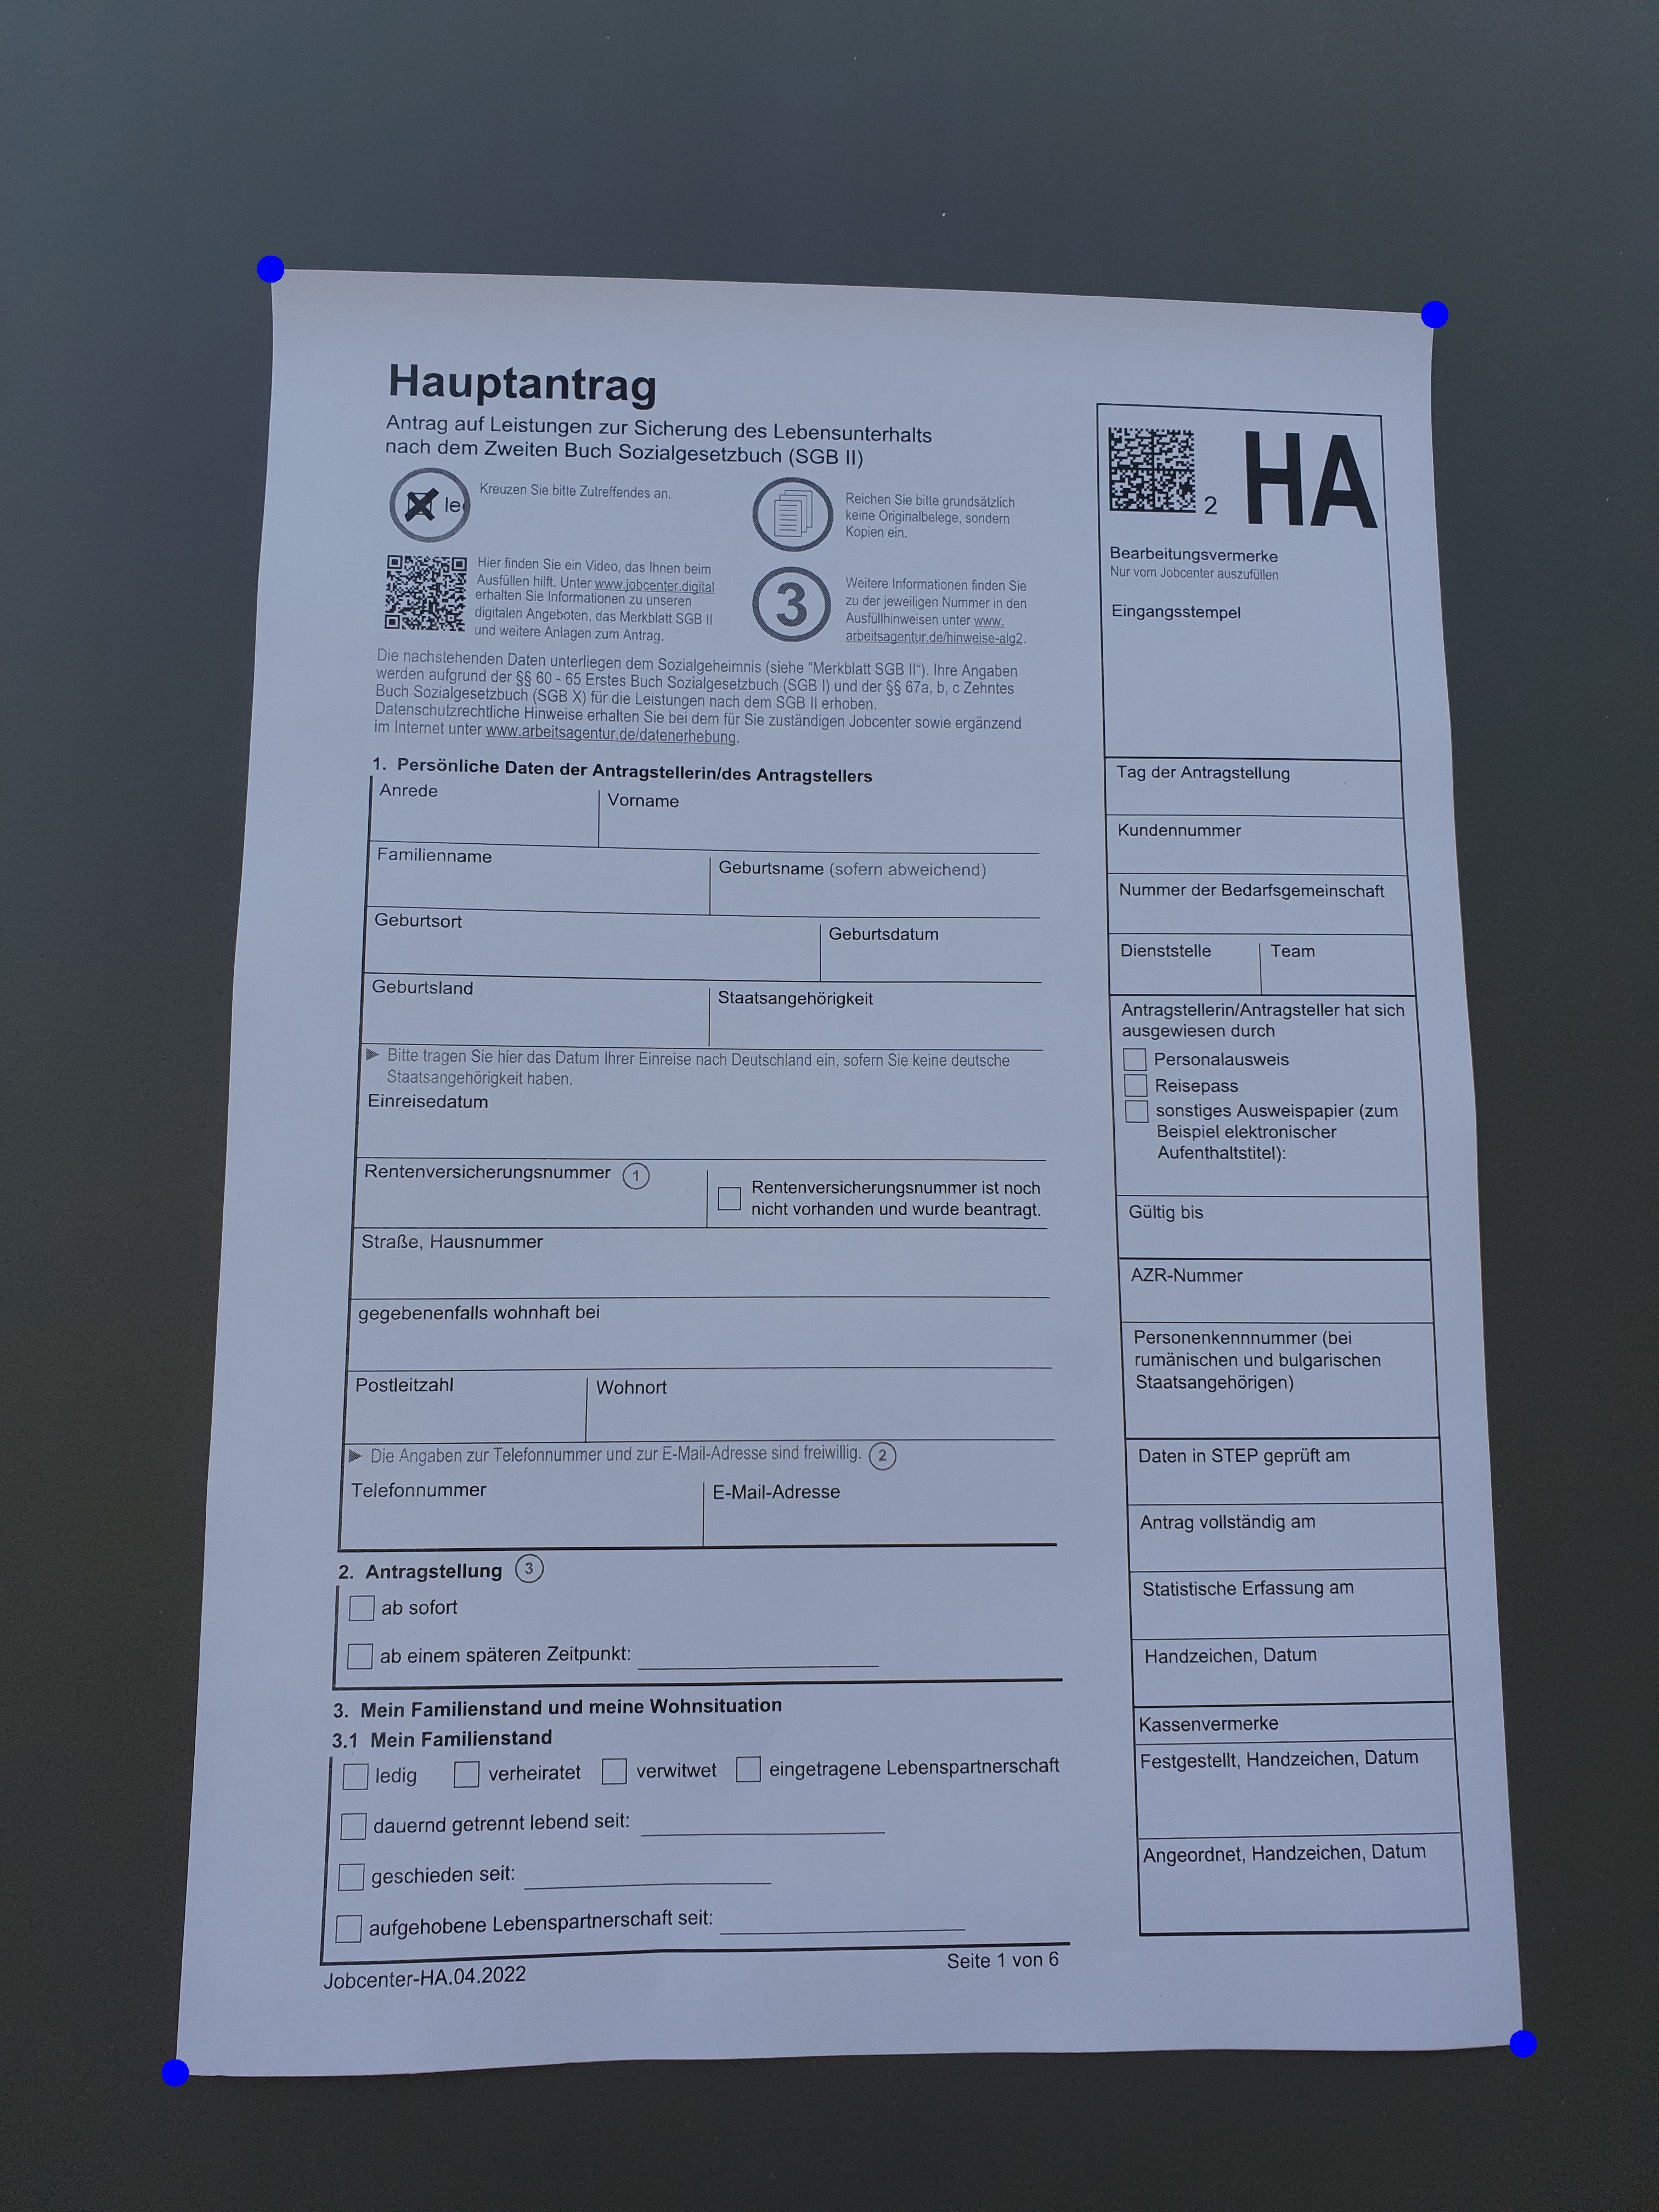 Hauptantrag
Antrag auf Leistungen zur Sicherung des Lebensunterhalts
nach dem Zweiten Buch Sozialgesetzbuch (SGB II)
le
Kreuzen Sie bitte Zutreffendes an.
Reichen Sie bitte grundsätzlich
keine Originalbelege, sondern
Kopien ein.
Hier finden Sie ein Video, das Ihnen beim
Ausfüllen hilft. Unter www.jobcenter.digital
erhalten Sie Informationen zu unseren
digitalen Angeboten, das Merkblatt SGB II
und weitere Anlagen zum Antrag.
3
Weitere Informationen finden Sie
zu der jeweiligen Nummer in den
Ausfüllhinweisen unter www.
arbeitsagentur.de/hinweise-alg2.
Die nachstehenden Daten unterliegen dem Sozialgeheimnis (siehe "Merkblatt SGB II"). Ihre Angaben
werden aufgrund der §§ 60 - 65 Erstes Buch Sozialgesetzbuch (SGB I) und der §§ 67a, b, c Zehntes
Buch Sozialgesetzbuch (SGB X) für die Leistungen nach dem SGB II erhoben.
Datenschutzrechtliche Hinweise erhalten Sie bei dem für Sie zuständigen Jobcenter sowie ergänzend
im Internet unter www.arbeitsagentur.de/datenerhebung.
1. Persönliche Daten der Antragstellerin/des Antragstellers
Anrede
Vorname
Familienname
Geburtsname (sofern abweichend)
Geburtsort
Geburtsdatum
Geburtsland
Staatsangehörigkeit
Bitte tragen Sie hier das Datum Ihrer Einreise nach Deutschland ein, sofern Sie keine deutsche
Staatsangehörigkeit haben.
Einreisedatum
Rentenversicherungsnummer 1
Rentenversicherungsnummer ist noch
nicht vorhanden und wurde beantragt.
Straße, Hausnummer
gegebenenfalls wohnhaft bei
Postleitzahl
Wohnort
Die Angaben zur Telefonnummer und zur E-Mail-Adresse sind freiwillig. 2
Telefonnummer
E-Mail-Adresse
2. Antragstellung 3
ab sofort
ab einem späteren Zeitpunkt:
3. Mein Familienstand und meine Wohnsituation
3.1 Mein Familienstand
ledig
verheiratet
verwitwet
eingetragene Lebenspartnerschaft
dauernd getrennt lebend seit:
geschieden seit:
aufgehobene Lebenspartnerschaft seit:
Jobcenter-HA.04.2022
Seite 1 von 6
2
HA
Bearbeitungsvermerke
Nur vom Jobcenter auszufüllen
Eingangsstempel
Tag der Antragstellung
Kundennummer
Nummer der Bedarfsgemeinschaft
Dienststelle
Team
Antragstellerin/Antragsteller hat sich
ausgewiesen durch
Personalausweis
Reisepass
sonstiges Ausweispapier (zum
Beispiel elektronischer
Aufenthaltstitel):
Gültig bis
AZR-Nummer
Personenkennnummer (bei
rumänischen und bulgarischen
Staatsangehörigen)
Daten in STEP geprüft am
Antrag vollständig am
Statistische Erfassung am
Handzeichen, Datum
Kassenvermerke
Festgestellt, Handzeichen, Datum
Angeordnet, Handzeichen, Datum